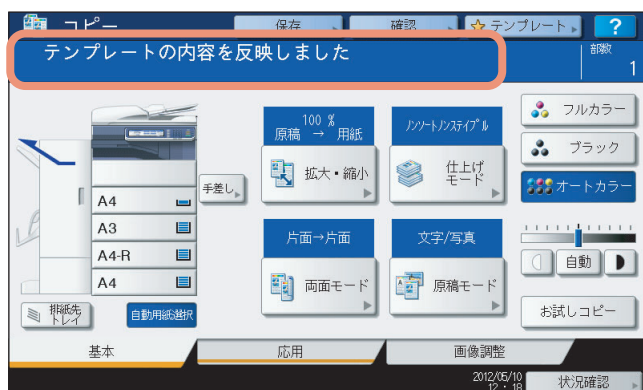 コピー
保存
確認
テンプレート
?
テンプレートの内容を反映しました
部数
1
100 %
原稿 → 用紙
拡大・縮小
ノンソート/ノンステイプル
仕上げ
モード
フルカラー
ブラック
オートカラー
手差し
A4
A3
A4-R
A4
片面→片面
両面モード
文字/写真
原稿モード
自動
お試しコピー
排紙先
トレイ
自動用紙選択
基本
応用
画像調整
2012/05/10
12 : 18
状況確認